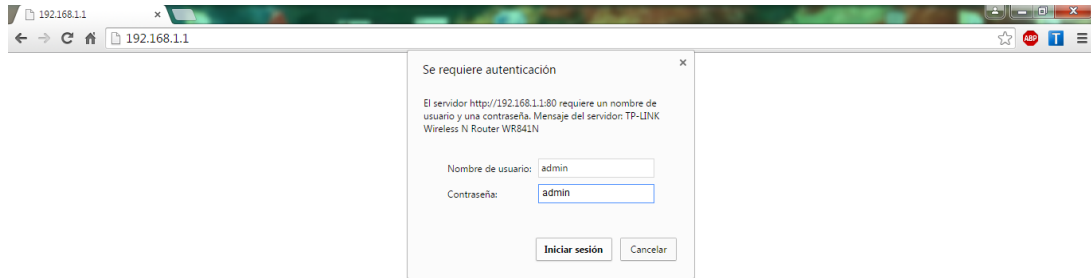 192.168.1.1
192.168.1.1
ABP
T
Se requiere autenticación
El servidor http://192.168.1.1:80 requiere un nombre de
usuario y una contraseña. Mensaje del servidor: TP-LINK
Wireless N Router WR841N
Nombre de usuario: admin
Contraseña: admin
Iniciar sesión Cancelar